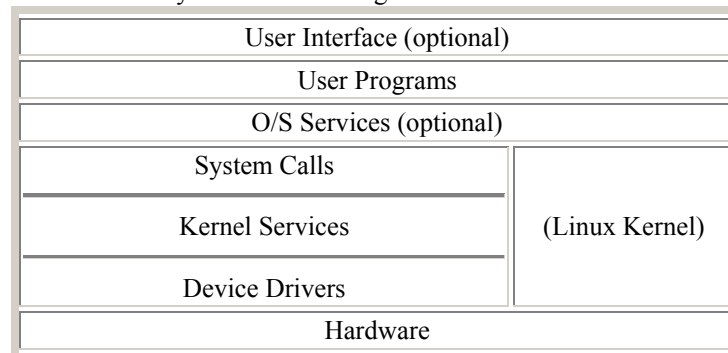 User Interface (optional)
User Programs
O/S Services (optional)
System Calls
Kernel Services
(Linux Kernel)
Device Drivers
Hardware